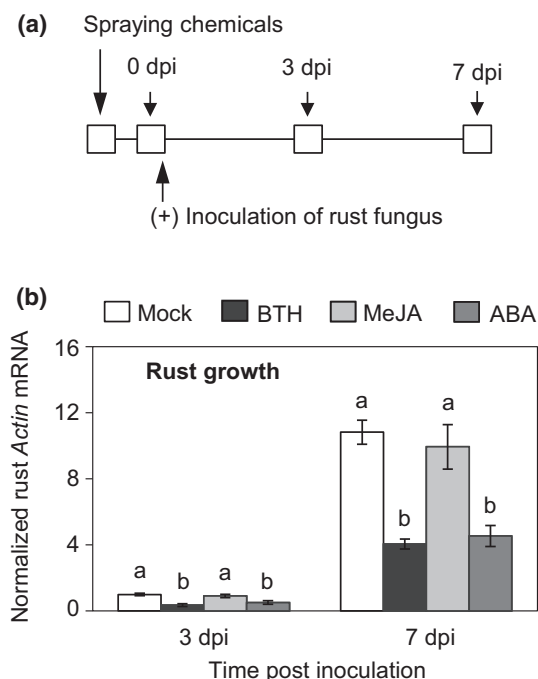 (a)
Spraying chemicals
0 dpi
3 dpi
7 dpi
(+) Inoculation of rust fungus
(b)
Mock BTH MeJA ABA
Normalized rust Actin mRNA
16
12
8
4
0
Rust growth
a b a b
a b a b
3 dpi 7 dpi
Time post inoculation